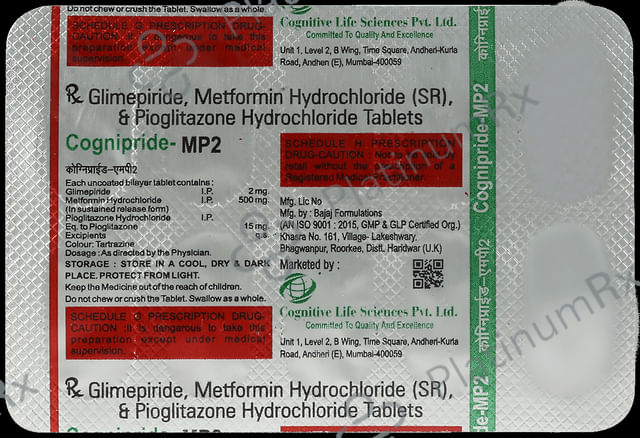 Do not chew or crush the Tablet. Swallow as a whole.
SCHEDULE G PRESCRIPTION DRUG-
CAUTION : It is dangerous to take this
preparation except under medical
supervision.
Cognitive Life Sciences Pvt. Ltd.
Committed To Quality And Excellence
Unit 1, Level 2, B Wing, Time Square, Andheri-Kurla
Road, Andheri (E), Mumbai-400059
Rx Glimepiride, Metformin Hydrochloride (SR),
& Pioglitazone Hydrochloride Tablets
Cognipride- MP2
कोग्निप्राईड–एमपी2
Each uncoated bilayer tablet contains :
Glimepiride I.P. 2 mg.
Metformin Hydrochloride I.P. 500 mg.
(In sustained release form)
Pioglitazone Hydrochloride I.P.
Eq. to Pioglitazone 15 mg.
Excipients q.s.
Colour: Tartrazine
Dosage : As directed by the Physician.
STORAGE : STORE IN A COOL, DRY & DARK
PLACE. PROTECT FROM LIGHT.
Keep the Medicine out of the reach of children.
Do not chew or crush the Tablet. Swallow as a whole.
SCHEDULE H PRESCRIPTION
DRUG-CAUTION : Not to be sold by
retail without the prescription of a
Registered Medical Practitioner.
Mfg. Lic No
Mfg. by : Bajaj Formulations
(AN ISO 9001 : 2015, GMP & GLP Certified Org.)
Khasra No. 161, Village- Lakeshwary,
Bhagwanpur, Roorkee, Distt. Haridwar (U.K)
Marketed by :
Cognitive Life Sciences Pvt. Ltd.
Committed To Quality And Excellence
Unit 1, Level 2, B Wing, Time Square, Andheri-Kurla
Road, Andheri (E), Mumbai-400059
SCHEDULE G PRESCRIPTION DRUG-
CAUTION : It is dangerous to take this
preparation except under medical
supervision.
Rx Glimepiride, Metformin Hydrochloride (SR),
& Pioglitazone Hydrochloride Tablets
Cognipride- MP2
कोग्निप्राई
Cognipride-MP2
कोग्निप्राईड–एमपी2
de-MP2
PlatinumRx
PlatinumRx